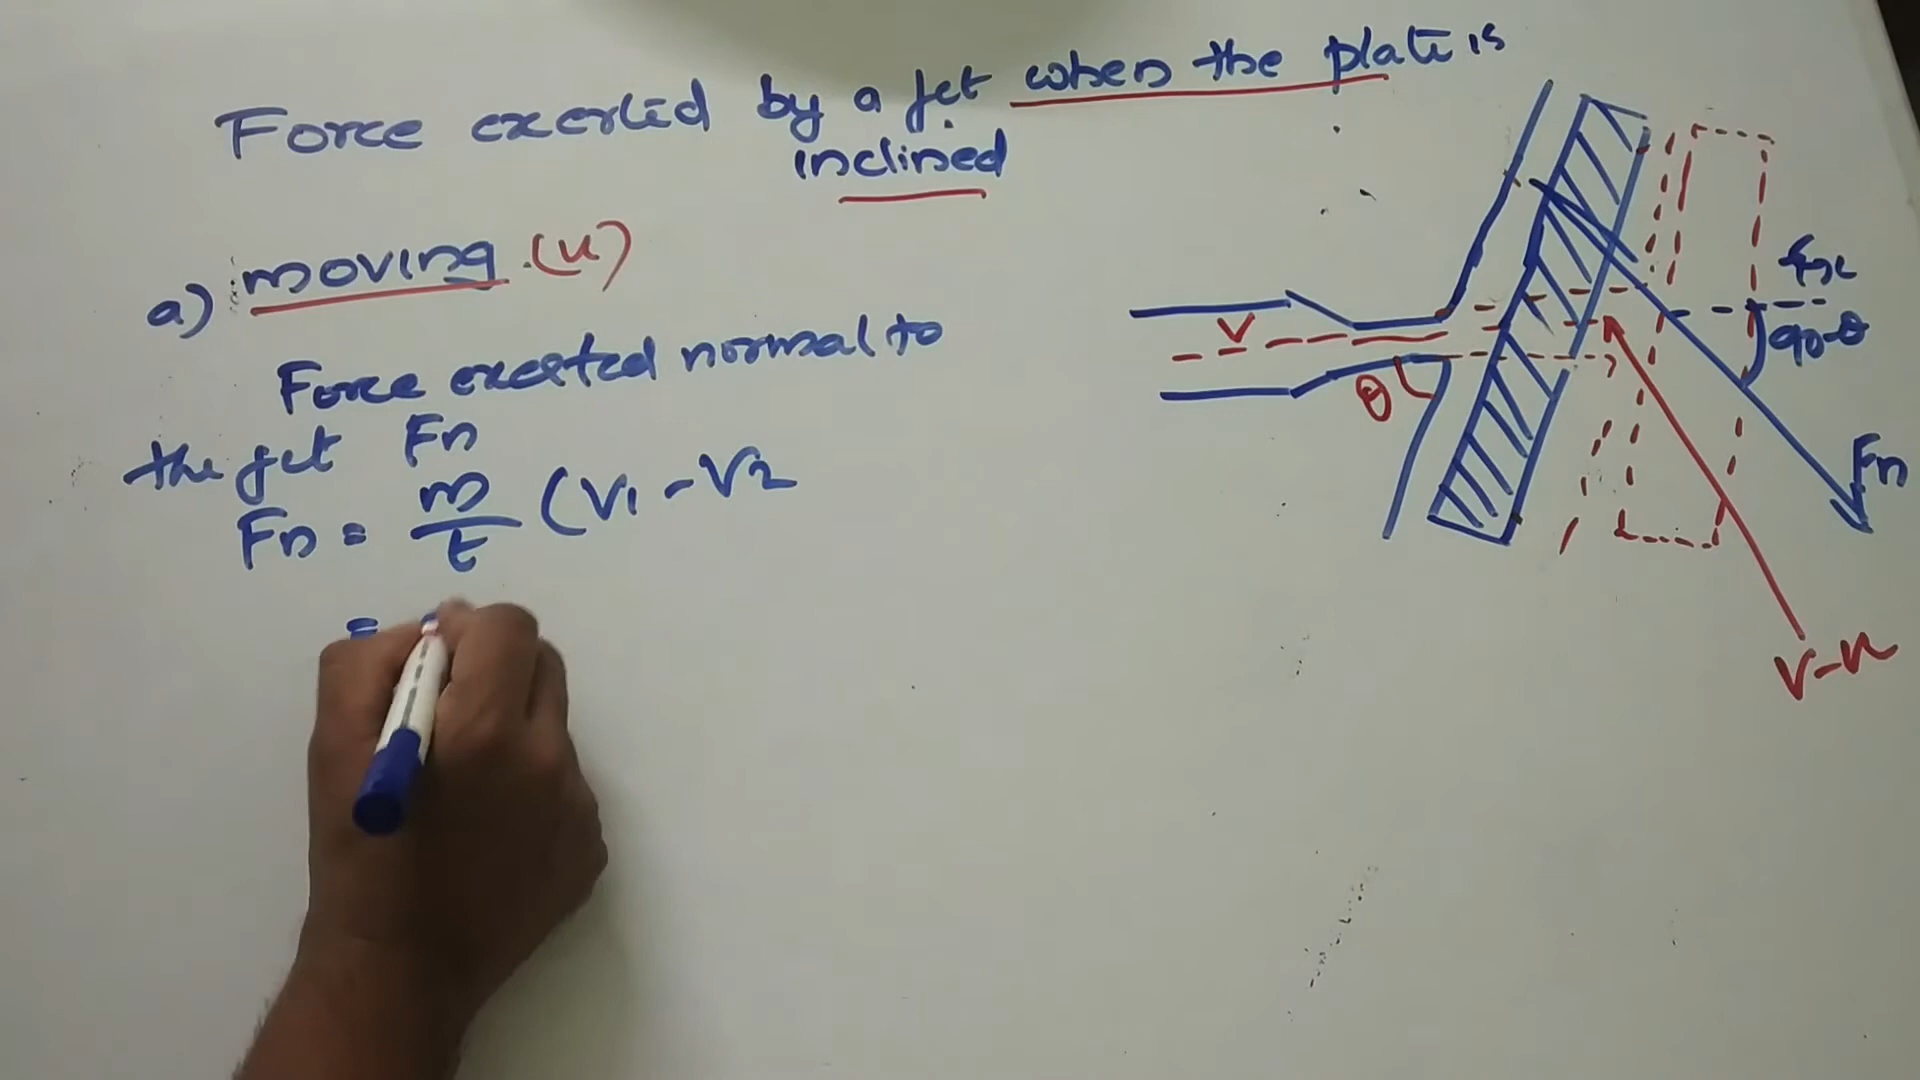 Force exerted by a jet when the plate is
inclined
a) moving (u)
Force exerted normal to
the jet Fn
Fn = m/t (V1 - V2
=
V
θ
Fx
90-θ
Fn
V-u